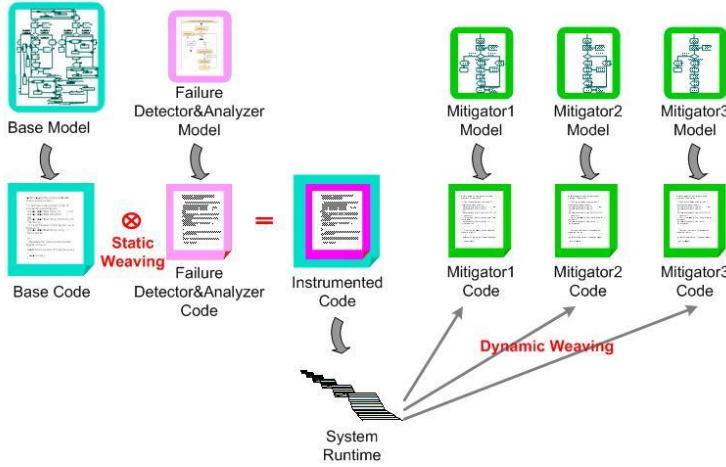 Base Model
Failure
Detector&Analyzer
Model
Mitigator1
Model
Mitigator2
Model
Mitigator3
Model
Static
Weaving
=
Base Code
Failure
Detector&Analyzer
Code
Instrumented
Code
Mitigator1
Code
Mitigator2
Code
Mitigator3
Code
Dynamic Weaving
System
Runtime